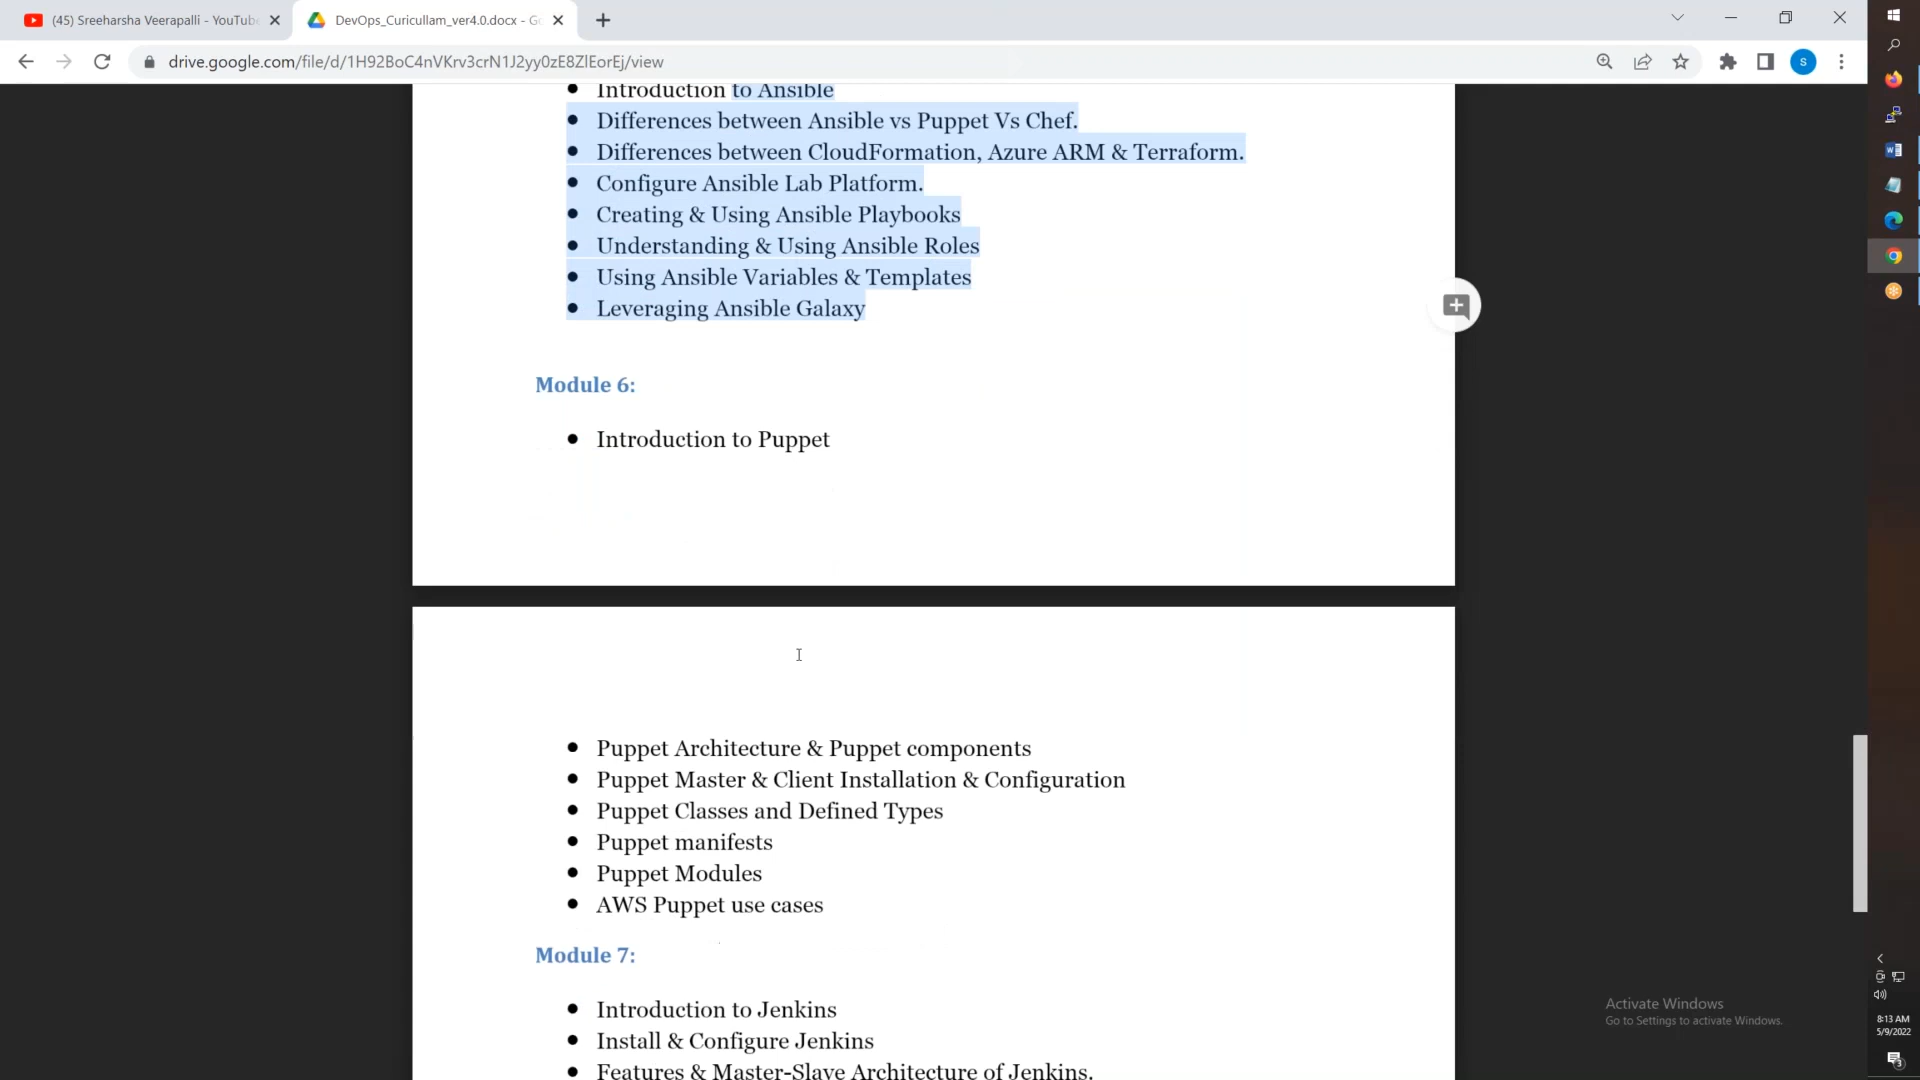 (45) Sreeharsha Veerapalli - YouTub
DevOps_Curicullam_ver4.0.docx - G
drive.google.com/file/d/1H92BoC4nVKrv3crN1J2yy0zE8ZlEorEj/view
S
Introduction to Ansible
Differences between Ansible vs Puppet Vs Chef.
Differences between CloudFormation, Azure ARM & Terraform.
Configure Ansible Lab Platform.
Creating & Using Ansible Playbooks
Understanding & Using Ansible Roles
Using Ansible Variables & Templates
Leveraging Ansible Galaxy
Module 6:
Introduction to Puppet
Puppet Architecture & Puppet components
Puppet Master & Client Installation & Configuration
Puppet Classes and Defined Types
Puppet manifests
Puppet Modules
AWS Puppet use cases
Module 7:
Introduction to Jenkins
Install & Configure Jenkins
Features & Master-Slave Architecture of Jenkins.
Activate Windows
Go to Settings to activate Windows.
8:13 AM
5/9/2022